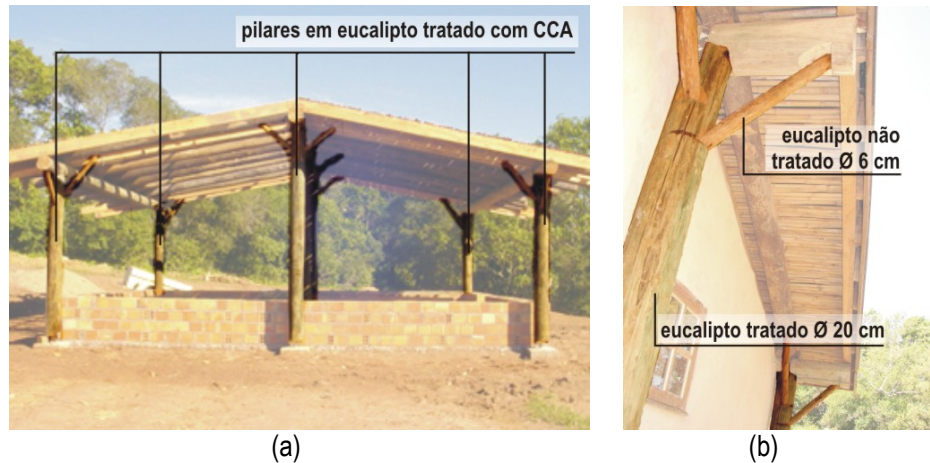 pilares em eucalipto tratado com CCA
eucalipto não
tratado Ø 6 cm
eucalipto tratado Ø 20 cm
(a)
(b)